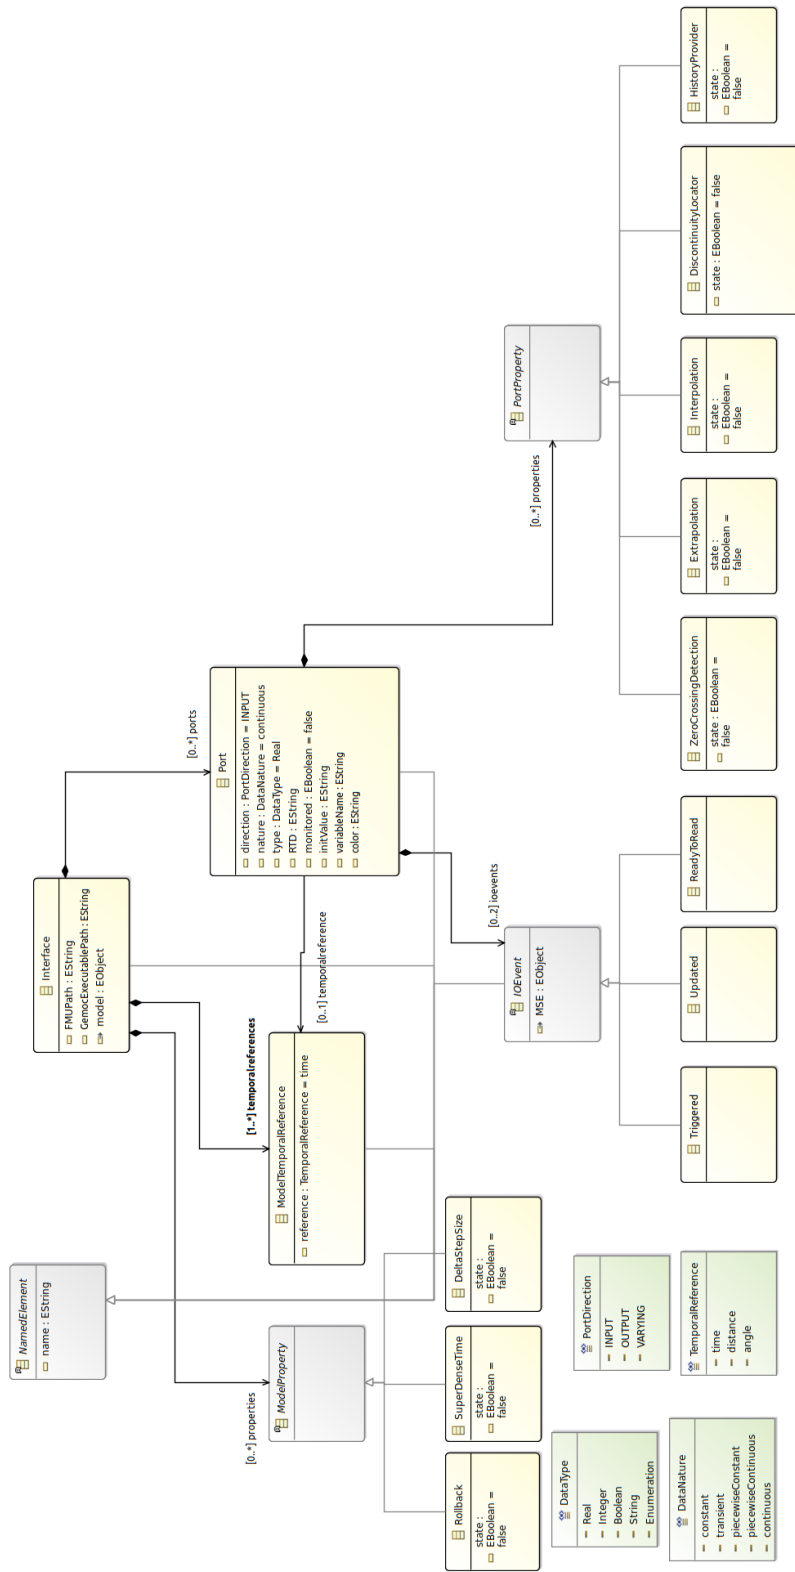 NamedElement
name : EString
Interface
FMUPath : EString
GemocExecutablePath : EString
model : EObject
[0..*] ports
[0..*] properties
[1..*] temporalreferences
ModelProperty
ModelTemporalReference
reference : TemporalReference = time
[0..1] temporalreference
Port
direction : PortDirection = INPUT
nature : DataNature = continuous
type : DataType = Real
RTD : EString
monitored : EBoolean = false
initValue : EString
variableName : EString
color : EString
[0..2] ioevents
[0..*] properties
Rollback
state :
EBoolean =
false
SuperDenseTime
state :
EBoolean =
false
DeltaStepSize
state :
EBoolean =
false
IOEvent
MSE : EObject
PortProperty
DataType
Real
Integer
Boolean
String
Enumeration
PortDirection
INPUT
OUTPUT
VARYING
DataNature
constant
transient
piecewiseConstant
piecewiseContinuous
continuous
TemporalReference
time
distance
angle
Triggered
Updated
ReadyToRead
ZeroCrossingDetection
state : EBoolean =
false
Extrapolation
state :
EBoolean =
false
Interpolation
state :
EBoolean =
false
DiscontinuityLocator
state : EBoolean = false
HistoryProvider
state :
EBoolean =
false